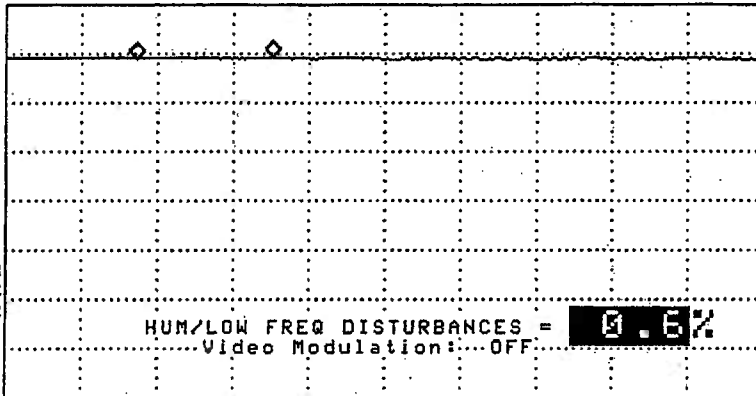 HUM/LOW FREQ DISTURBANCES = 0.6%
Video Modulation: OFF